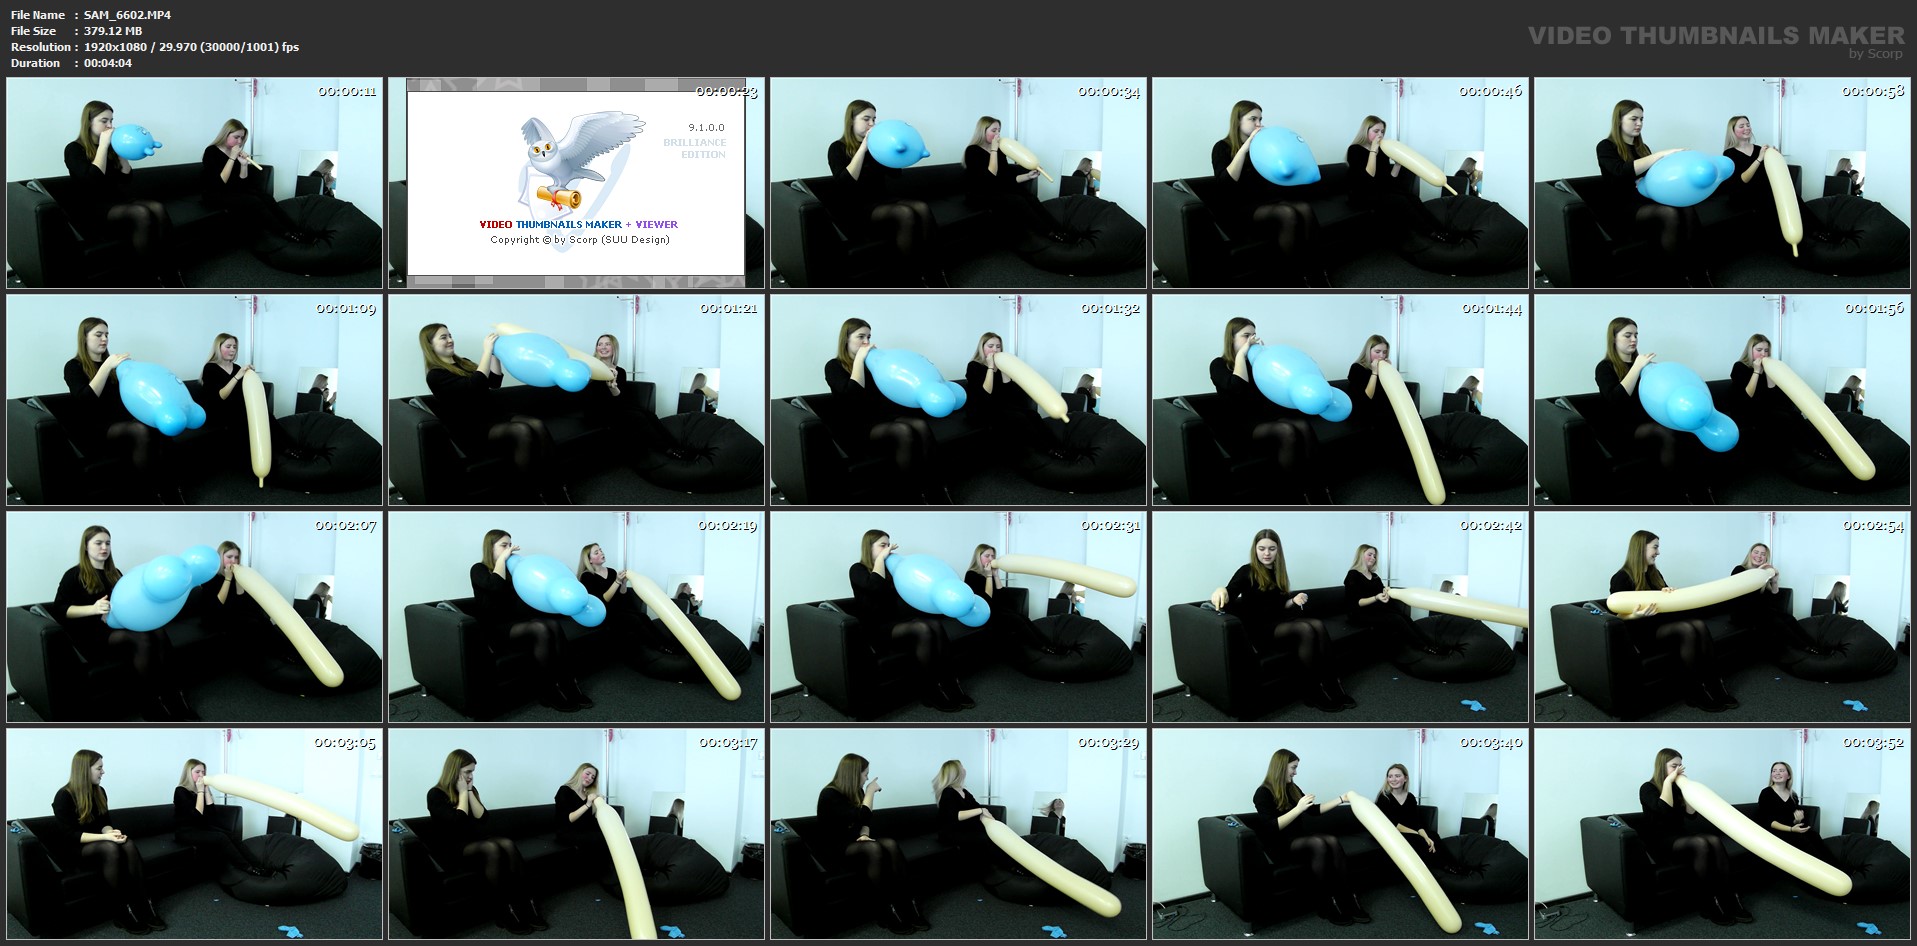 File Name : SAM_6602.MP4
File Size : 379.12 MB
Resolution : 1920x1080 / 29.970 (30000/1001) fps
Duration : 00:04:04
VIDEO THUMBNAILS MAKER
by Scorp
00:00:11
00:00:23
9.1.0.0
BRILLIANCE
EDITION
VIDEO THUMBNAILS MAKER + VIEWER
Copyright © by Scorp (SUU Design)
00:00:34
00:00:46
00:00:58
00:01:09
00:01:21
00:01:32
00:01:44
00:01:56
00:02:07
00:02:19
00:02:31
00:02:42
00:02:54
00:03:05
00:03:17
00:03:29
00:03:40
00:03:52